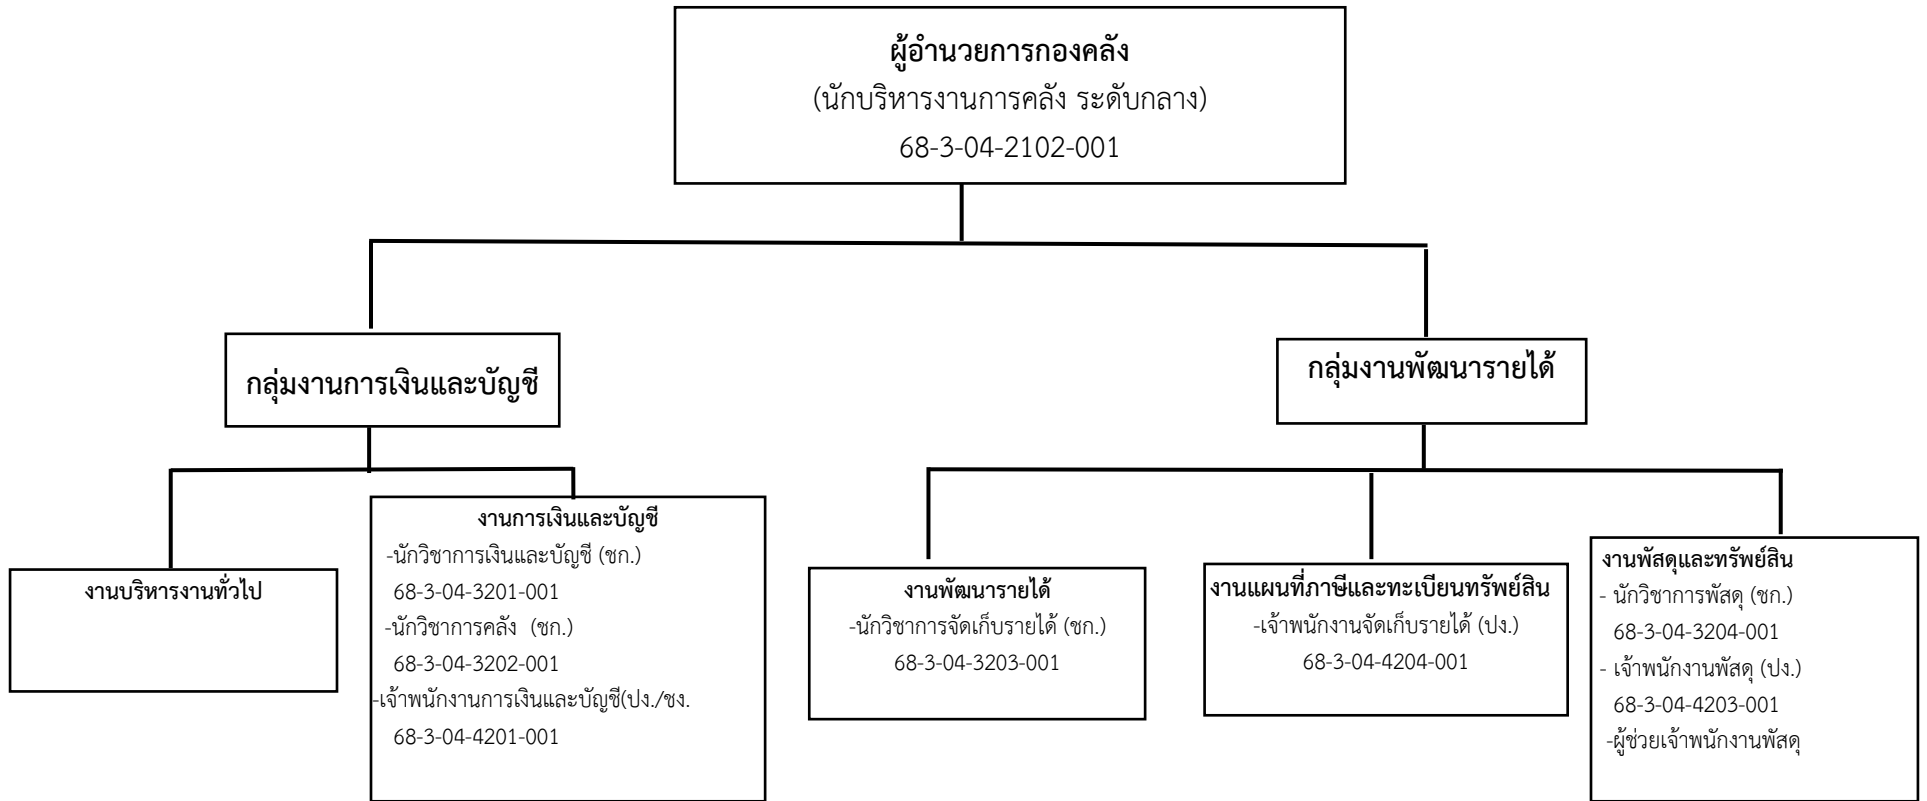 ผู้อำนวยการกองคลัง
(นักบริหารงานการคลัง ระดับกลาง)
68-3-04-2102-001
กลุ่มงานการเงินและบัญชี
กลุ่มงานพัฒนารายได้
งานบริหารงานทั่วไป
งานการเงินและบัญชี
-นักวิชาการเงินและบัญชี (ชก.)
68-3-04-3201-001
-นักวิชาการคลัง (ชก.)
68-3-04-3202-001
-เจ้าพนักงานการเงินและบัญชี(ปง./ชง.
68-3-04-4201-001
งานพัฒนารายได้
-นักวิชาการจัดเก็บรายได้ (ชก.)
68-3-04-3203-001
งานแผนที่ภาษีและทะเบียนทรัพย์สิน
-เจ้าพนักงานจัดเก็บรายได้ (ปง.)
68-3-04-4204-001
งานพัสดุและทรัพย์สิน
- นักวิชาการพัสดุ (ชก.)
68-3-04-3204-001
- เจ้าพนักงานพัสดุ (ปง.)
68-3-04-4203-001
-ผู้ช่วยเจ้าพนักงานพัสดุ